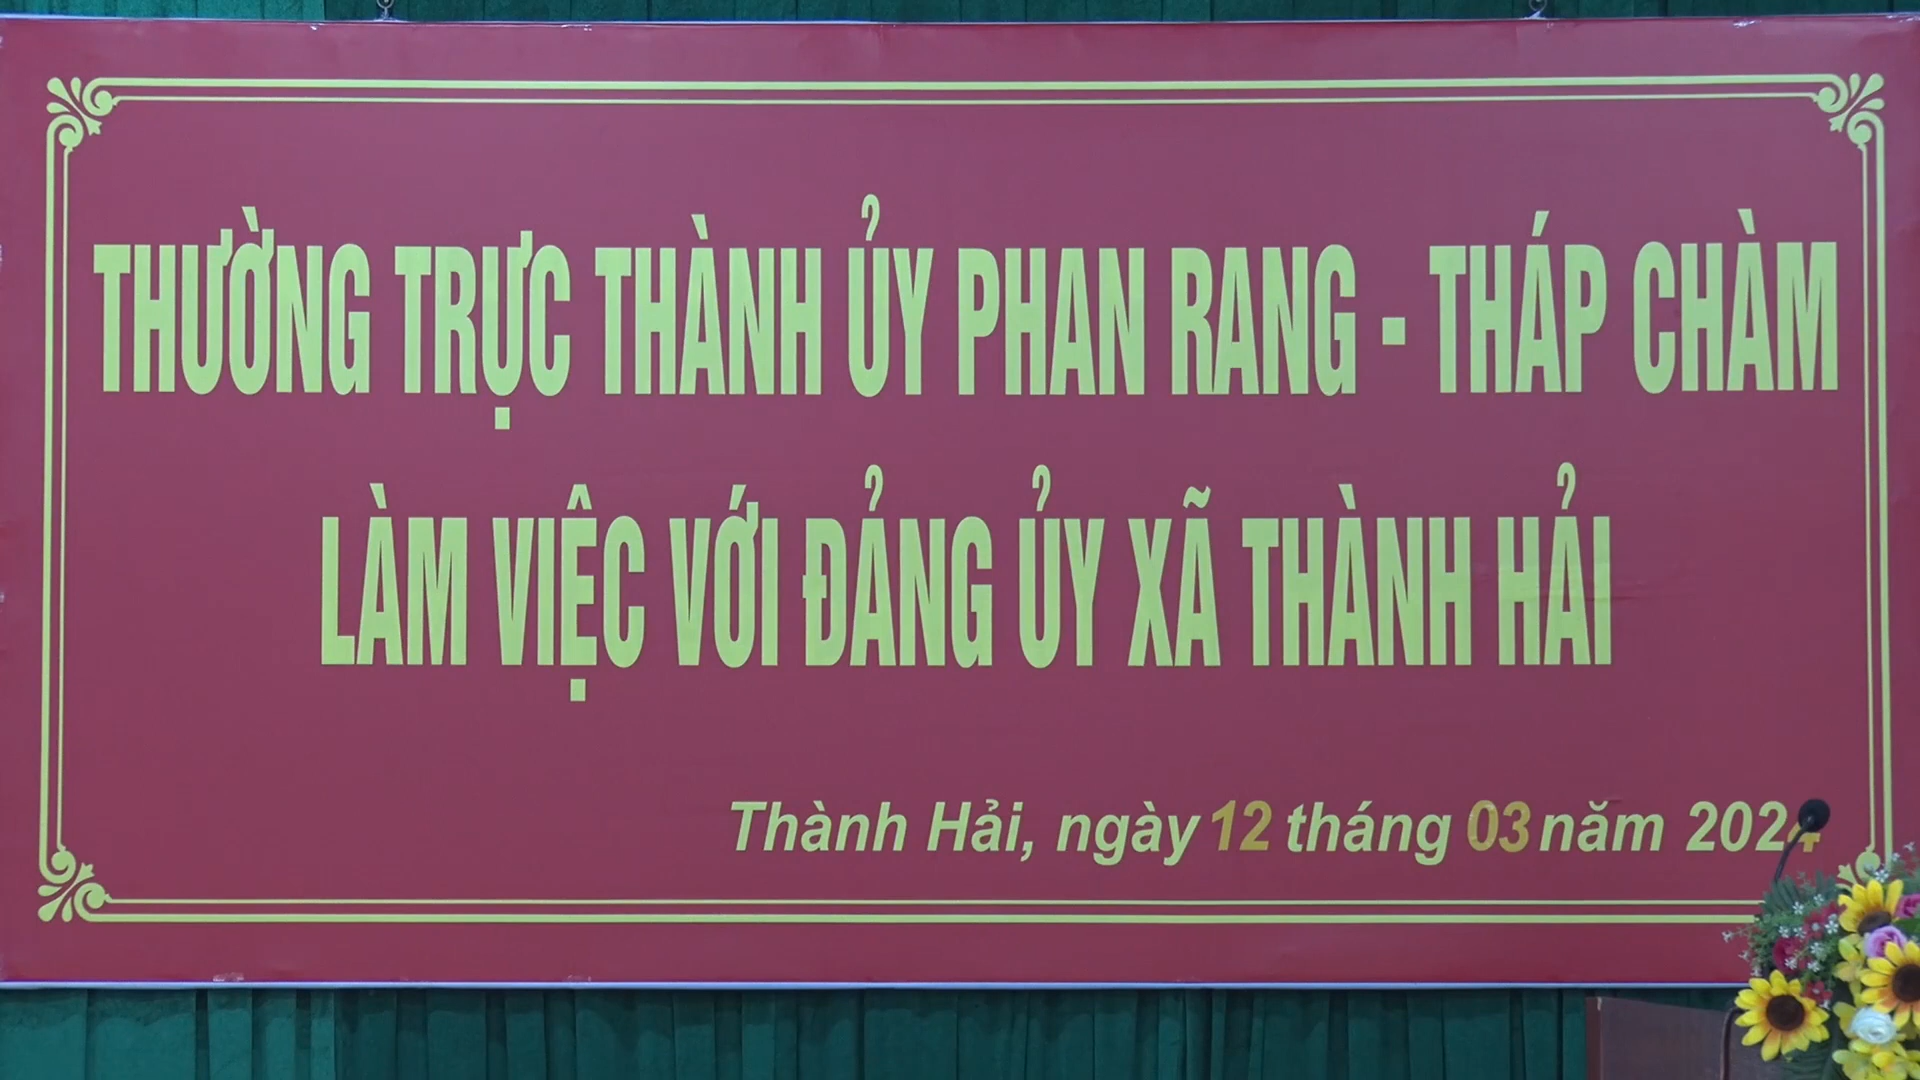 THƯỜNG TRỰC THÀNH ỦY PHAN RANG - THÁP CHÀM
LÀM VIỆC VỚI ĐẢNG ỦY XÃ THÀNH HẢI
Thành Hải, ngày 12 tháng 03 năm 2024